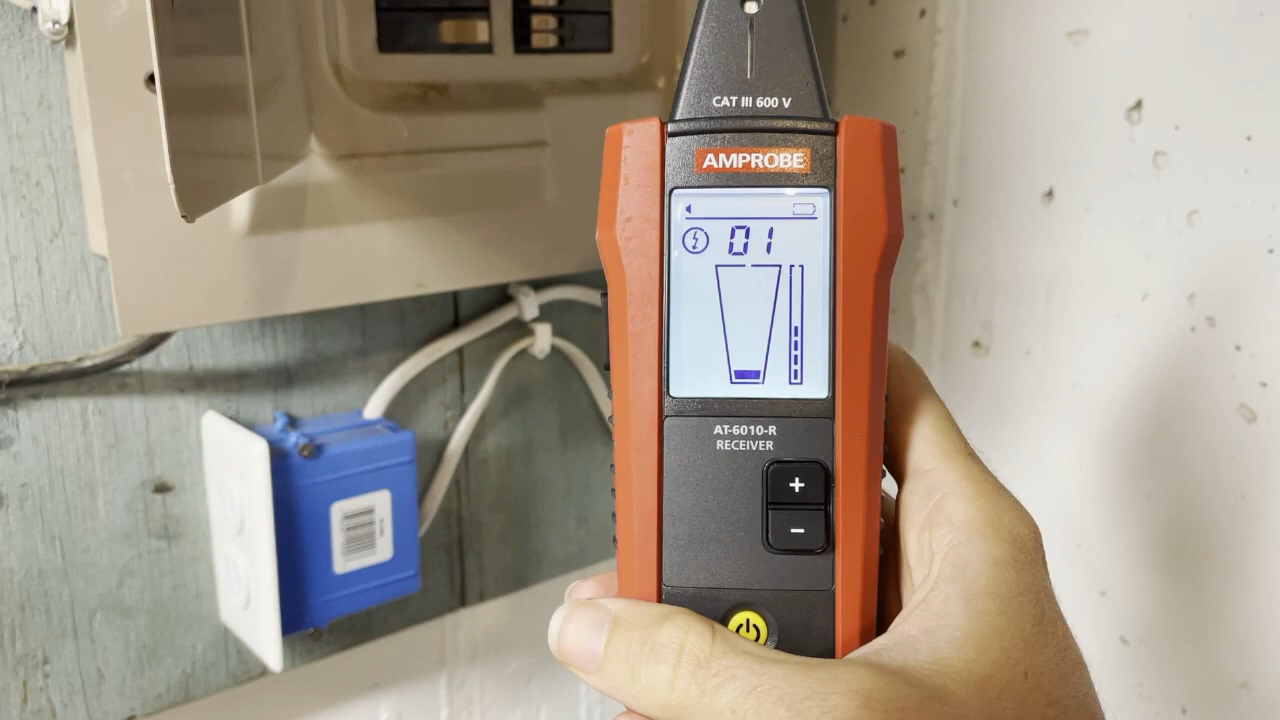 CAT III 600 V
AMPROBE
01
AT-6010-R
RECEIVER
+
-